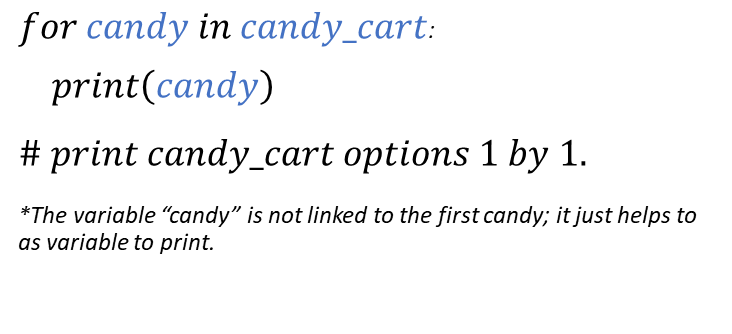 for candy in candy_cart:
print(candy)
# print candy_cart options 1 by 1.
*The variable “candy” is not linked to the first candy; it just helps to
as variable to print.